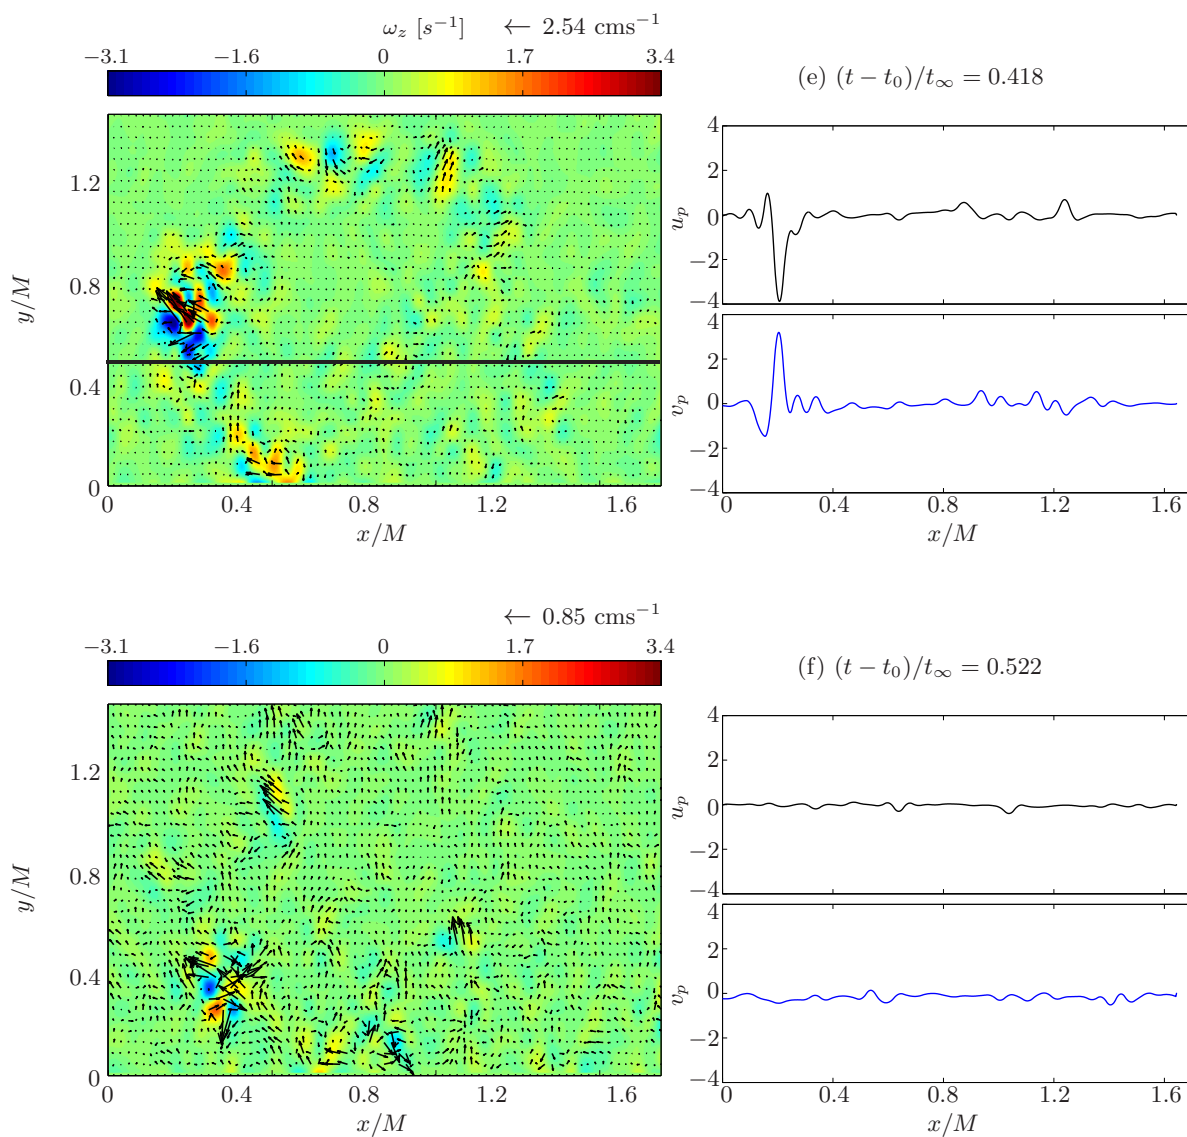 ω_z [s⁻¹] ← 2.54 cms⁻¹
−3.1 −1.6 0 1.7 3.4
(e) (t − t₀)/t_∞ = 0.418
1.2
0.8
0.4
0
y/M
0 0.4 0.8 1.2 1.6
x/M
4
2
0
−2
−4
u_p
4
2
0
−2
−4
v_p
0 0.4 0.8 1.2 1.6
x/M
← 0.85 cms⁻¹
−3.1 −1.6 0 1.7 3.4
(f) (t − t₀)/t_∞ = 0.522
1.2
0.8
0.4
0
y/M
0 0.4 0.8 1.2 1.6
x/M
4
2
0
−2
−4
u_p
4
2
0
−2
−4
v_p
0 0.4 0.8 1.2 1.6
x/M